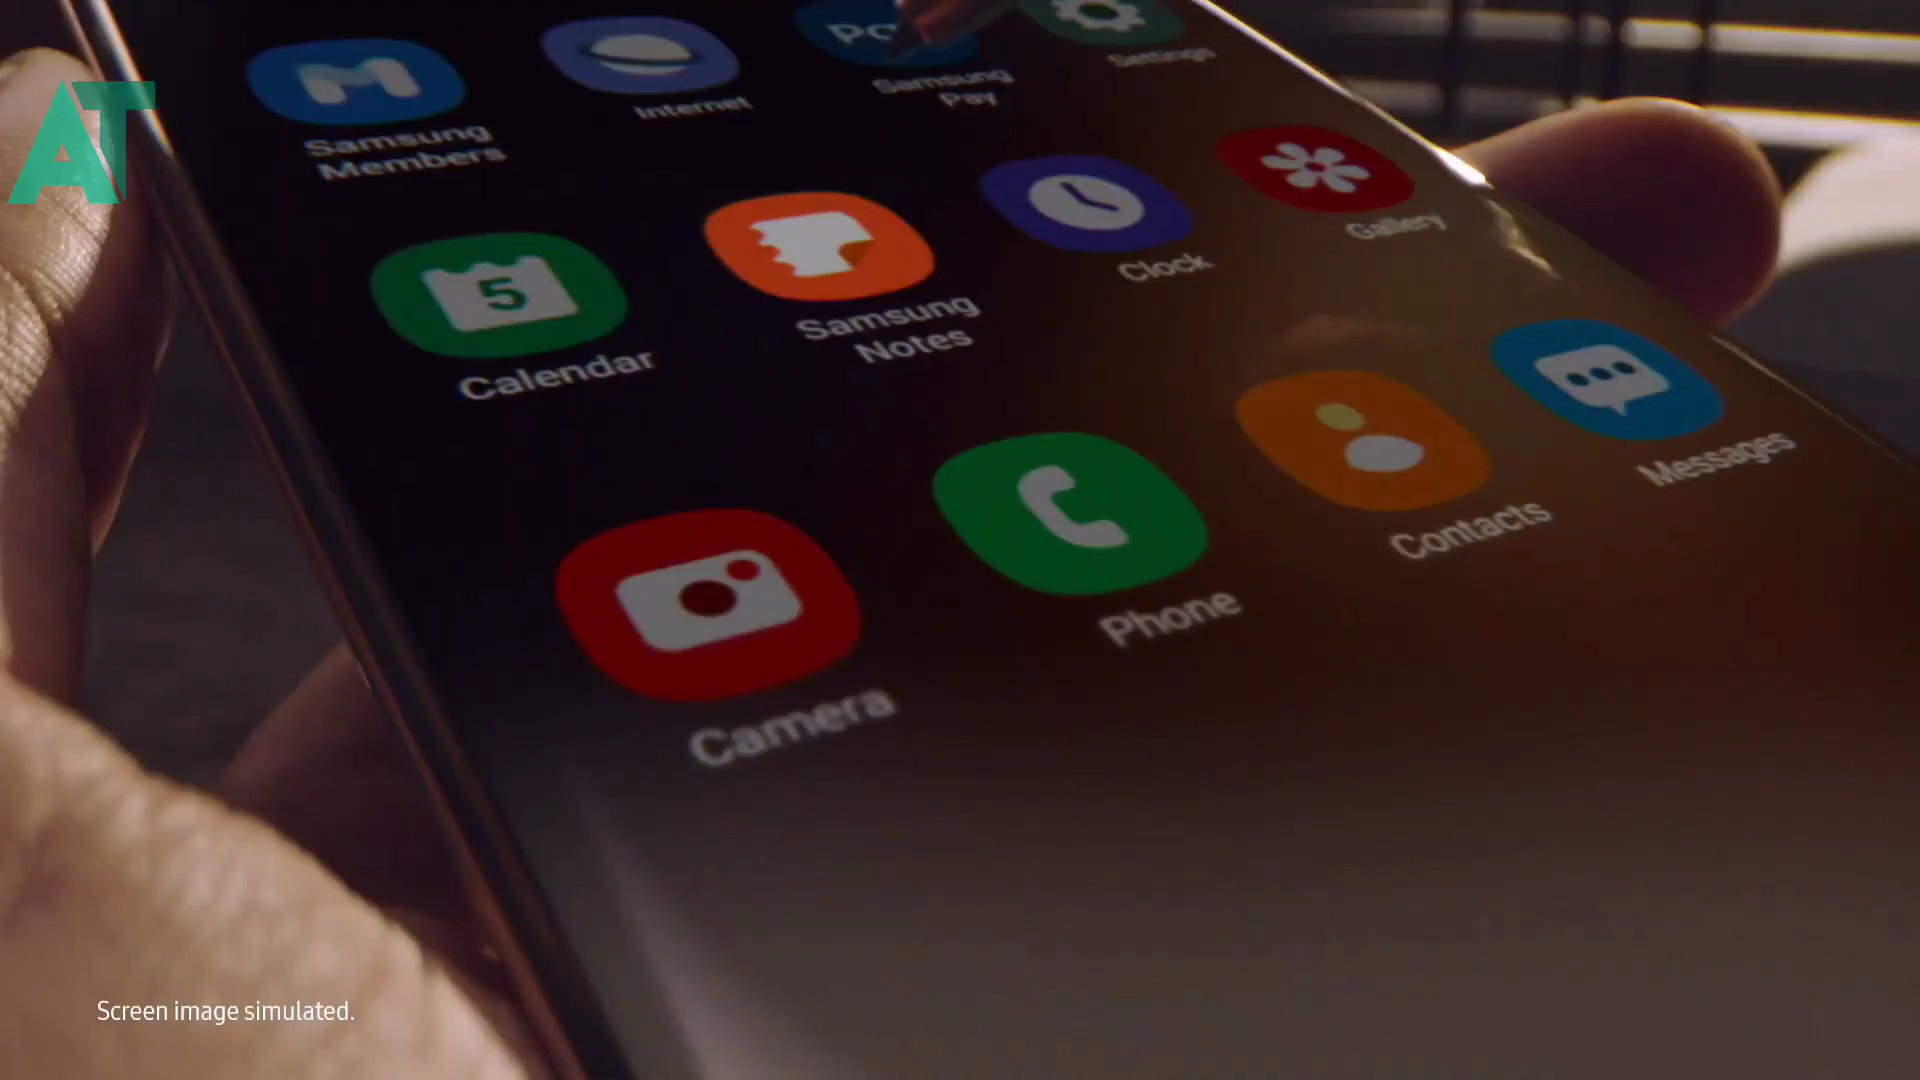 AT
Samsung
Members
Internet
Samsung
Pay
Settings
5
Calendar
Samsung
Notes
Clock
Gallery
Camera
Phone
Contacts
Messages
Screen image simulated.